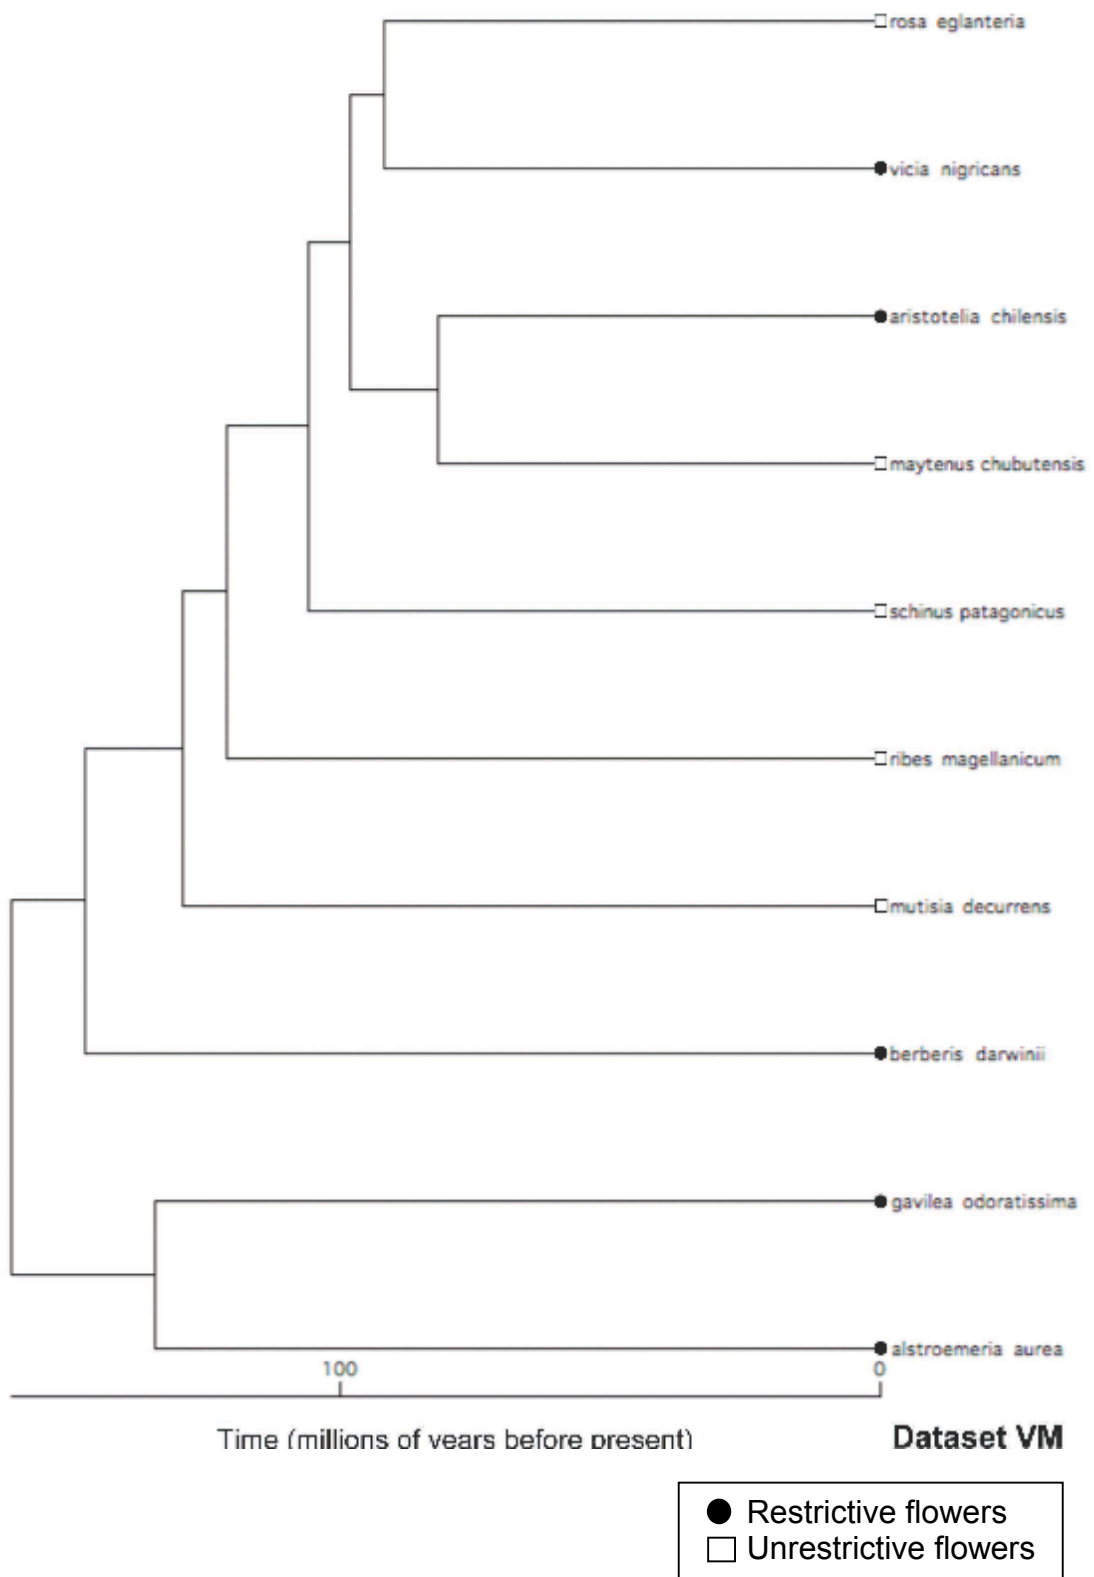 rosa eglanteria
vicia nigricans
aristotelia chilensis
maytenus chubutensis
schinus patagonicus
ribes magellanicum
mutisia decurrens
berberis darwinii
gavilea odoratissima
alstroemeria aurea
100 0
Time (millions of years before present) Dataset VM
Restrictive flowers
Unrestrictive flowers